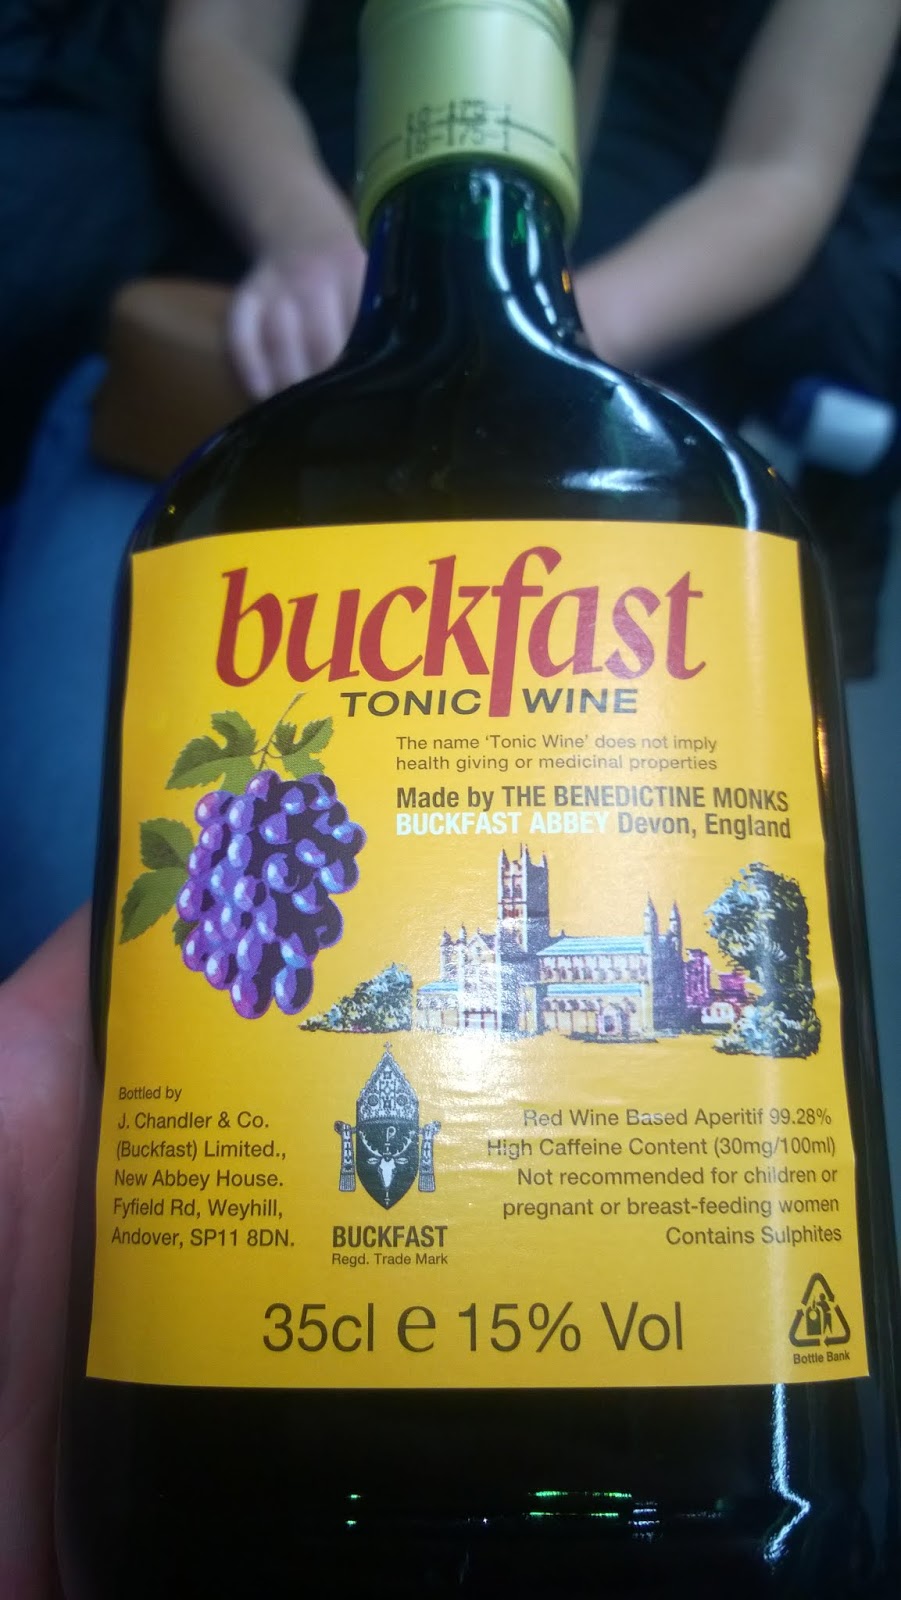 buckfast
TONIC WINE
The name 'Tonic Wine' does not imply
health giving or medicinal properties
Made by THE BENEDICTINE MONKS
BUCKFAST ABBEY Devon, England
Bottled by
J. Chandler & Co.
(Buckfast) Limited.,
New Abbey House.
Fyfield Rd, Weyhill,
Andover, SP11 8DN.
BUCKFAST
Regd. Trade Mark
Red Wine Based Aperitif 99.28%
High Caffeine Content (30mg/100ml)
Not recommended for children or
pregnant or breast-feeding women
Contains Sulphites
35cl e 15% Vol
Bottle Bank